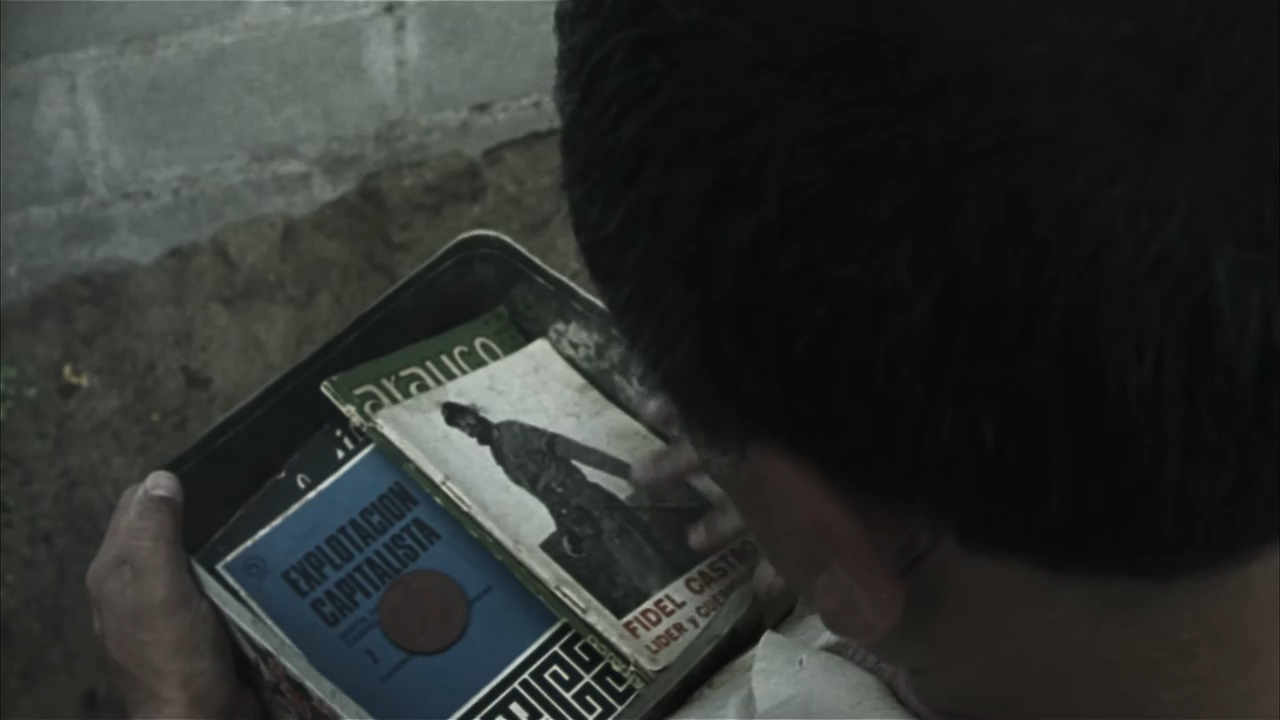 arauco
EXPLOTACION
CAPITALISTA
FIDEL CASTRO
LIDER y